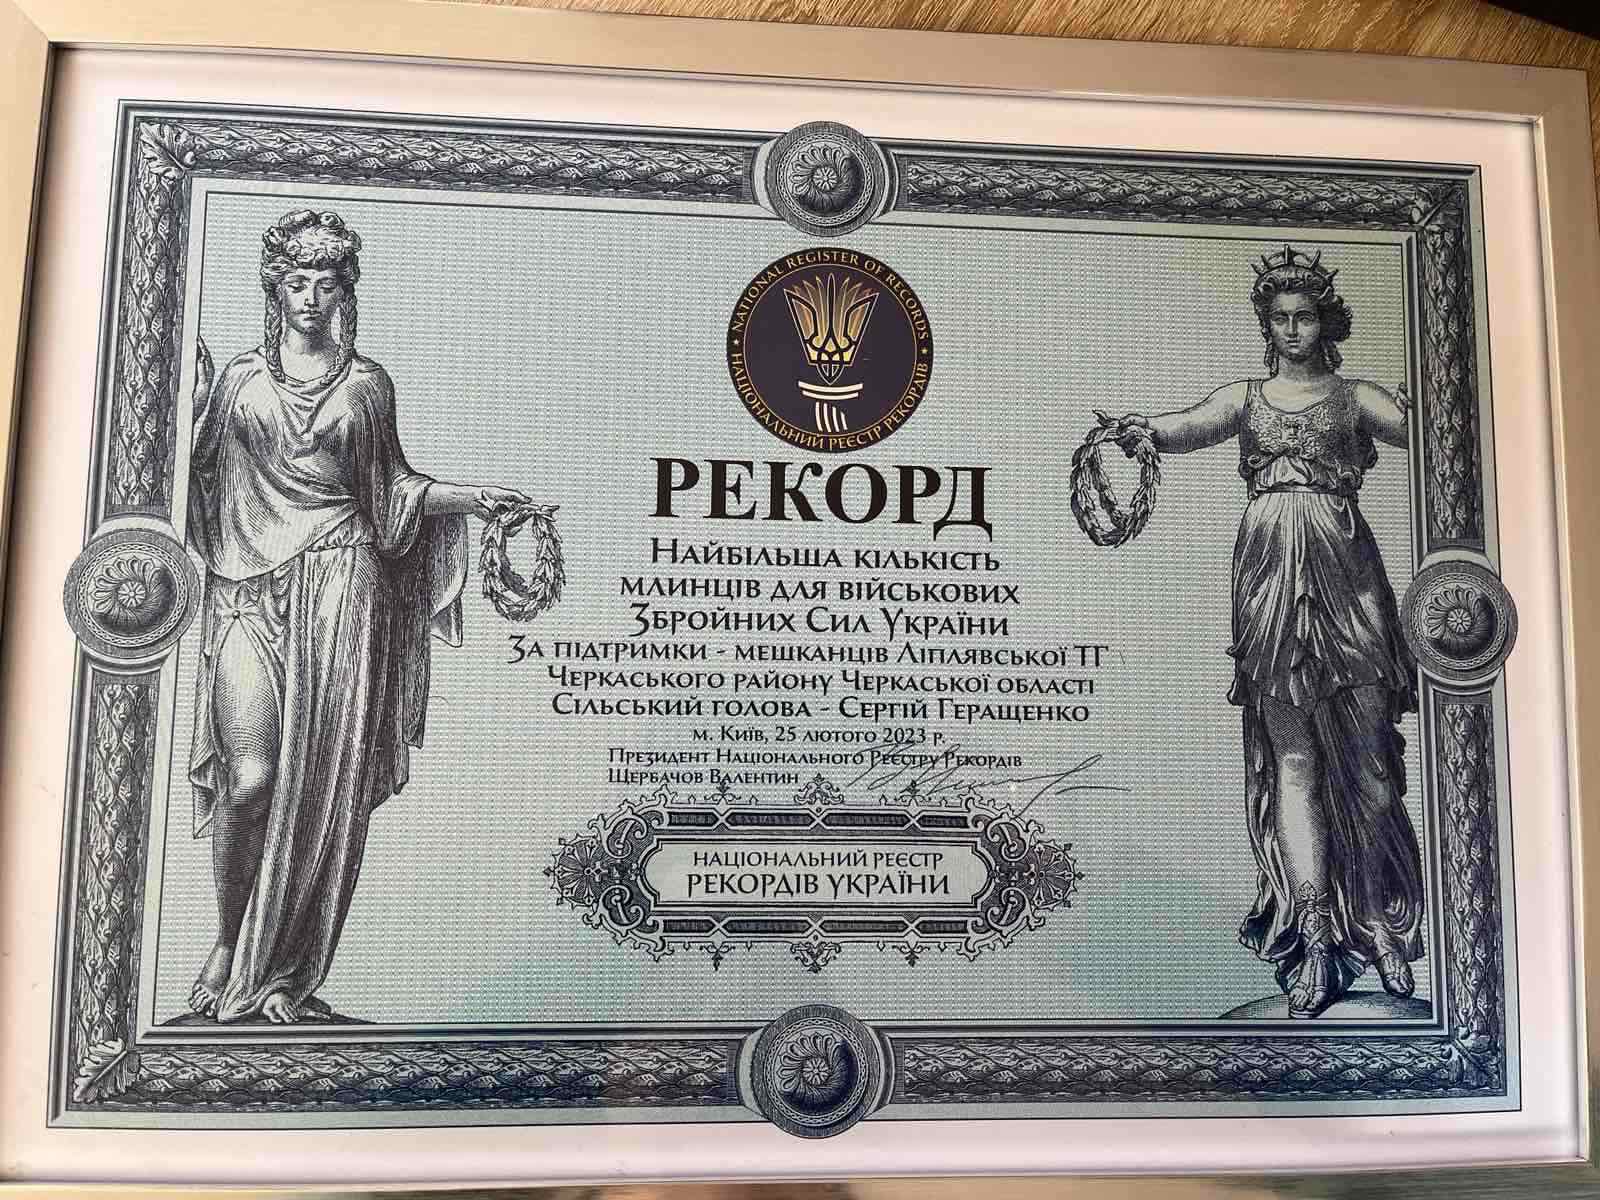 NATIONAL REGISTER OF RECORDS
НАЦІОНАЛЬНИЙ РЕЄСТР РЕКОРДІВ
РЕКОРД
Найбільша кількість
млинців для військових
Збройних Сил України
За підтримки - мешканців Ліплявської ТГ
Черкаського району Черкаської області
Сільський голова - Сергій Геращенко
м. Київ, 25 лютого 2023 р.
Президент Національного Реєстру Рекордів
Щербачов Валентин
НАЦІОНАЛЬНИЙ РЕЄСТР
РЕКОРДІВ УКРАЇНИ